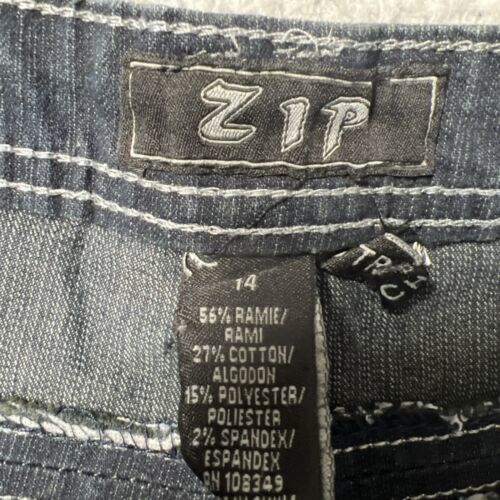 ZIP
14
56% RAMIE/
RAMI
27% COTTON/
ALGODON
15% POLYESTER/
POLIESTER
2% SPANDEX/
ESPANDEX
RN 108349